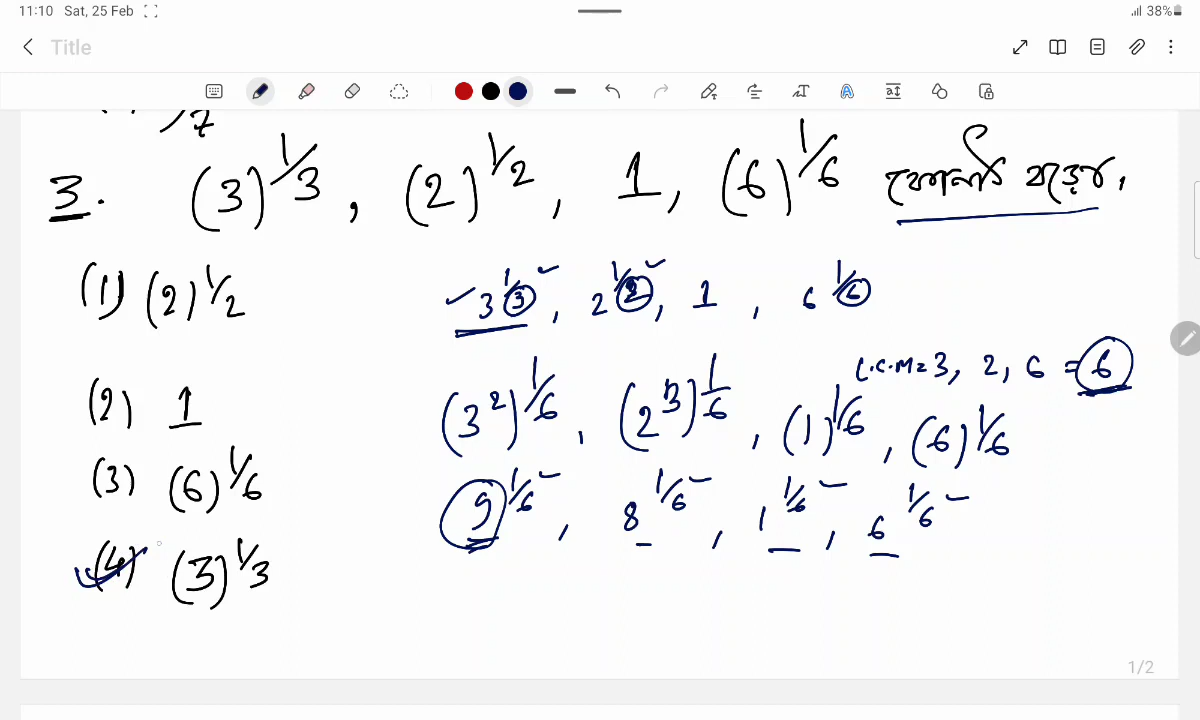 11:10 Sat, 25 Feb 38%
Title
3. (3)^1/3, (2)^1/2, 1, (6)^1/6 কোনটি বড়?
(1) (2)^1/2
3^1/3, 2^1/2, 1, 6^1/6
L.C.M = 3, 2, 6 = 6
(2) 1
(3^2)^1/6, (2^3)^1/6, (1)^1/6, (6)^1/6
(3) (6)^1/6
9^1/6, 8^1/6, 1^1/6, 6^1/6
(4) (3)^1/3
1/2